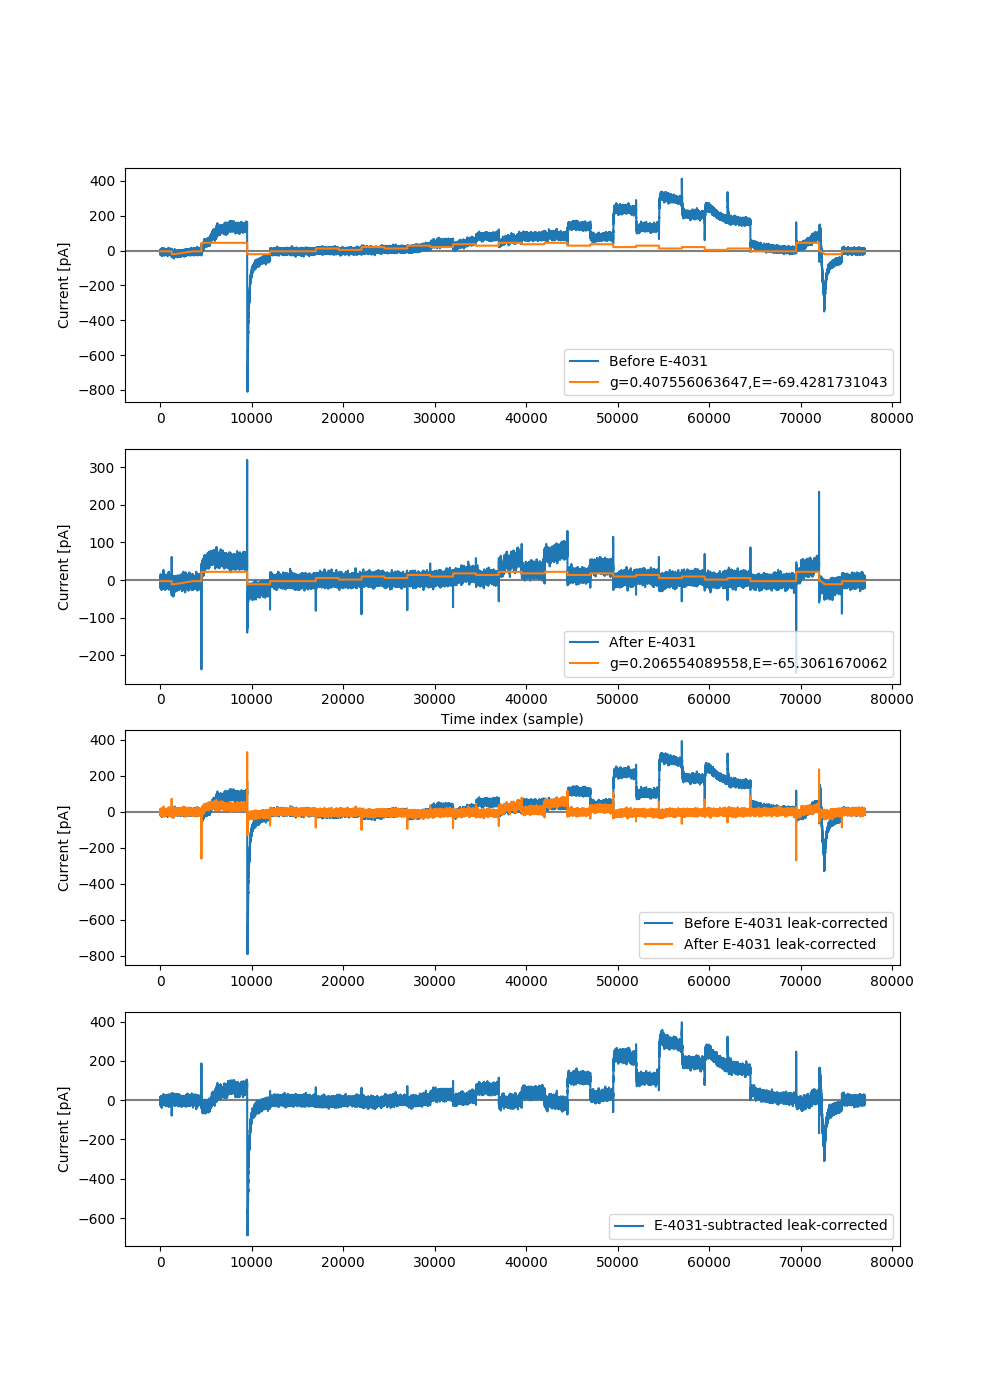 400
200
0
−200
−400
−600
−800
Current [pA]
Before E-4031
g=0.407556063647,E=-69.4281731043
0 10000 20000 30000 40000 50000 60000 70000 80000
300
200
100
0
−100
−200
Current [pA]
After E-4031
g=0.206554089558,E=-65.3061670062
0 10000 20000 30000 40000 50000 60000 70000 80000
Time index (sample)
400
200
0
−200
−400
−600
−800
Current [pA]
Before E-4031 leak-corrected
After E-4031 leak-corrected
0 10000 20000 30000 40000 50000 60000 70000 80000
400
200
0
−200
−400
−600
Current [pA]
E-4031-subtracted leak-corrected
0 10000 20000 30000 40000 50000 60000 70000 80000